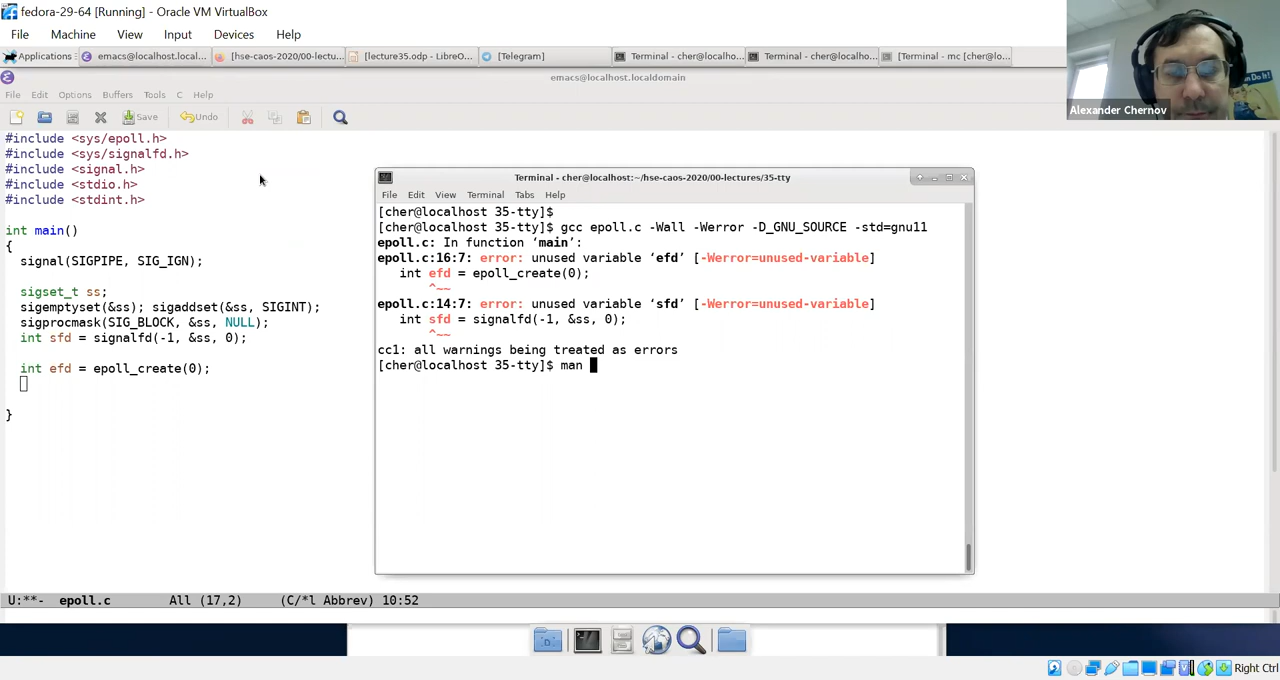 fedora-29-64 [Running] - Oracle VM VirtualBox
File Machine View Input Devices Help
Applications emacs@localhost.local... [hse-caos-2020/00-lectu... [lecture35.odp - LibreO... [Telegram] Terminal - cher@localho... Terminal - cher@localho... [Terminal - mc [cher@lo...
emacs@localhost.localdomain
File Edit Options Buffers Tools C Help
Save Undo
Alexander Chernov
#include <sys/epoll.h>
#include <sys/signalfd.h>
#include <signal.h>
#include <stdio.h>
#include <stdint.h>
int main()
{
signal(SIGPIPE, SIG_IGN);
sigset_t ss;
sigemptyset(&ss); sigaddset(&ss, SIGINT);
sigprocmask(SIG_BLOCK, &ss, NULL);
int sfd = signalfd(-1, &ss, 0);
int efd = epoll_create(0);
}
Terminal - cher@localhost:~/hse-caos-2020/00-lectures/35-tty
File Edit View Terminal Tabs Help
[cher@localhost 35-tty]$
[cher@localhost 35-tty]$ gcc epoll.c -Wall -Werror -D_GNU_SOURCE -std=gnu11
epoll.c: In function ‘main’:
epoll.c:16:7: error: unused variable ‘efd’ [-Werror=unused-variable]
int efd = epoll_create(0);
^~~
epoll.c:14:7: error: unused variable ‘sfd’ [-Werror=unused-variable]
int sfd = signalfd(-1, &ss, 0);
^~~
cc1: all warnings being treated as errors
[cher@localhost 35-tty]$ man
U:**- epoll.c All (17,2) (C/*l Abbrev) 10:52
Right Ctrl